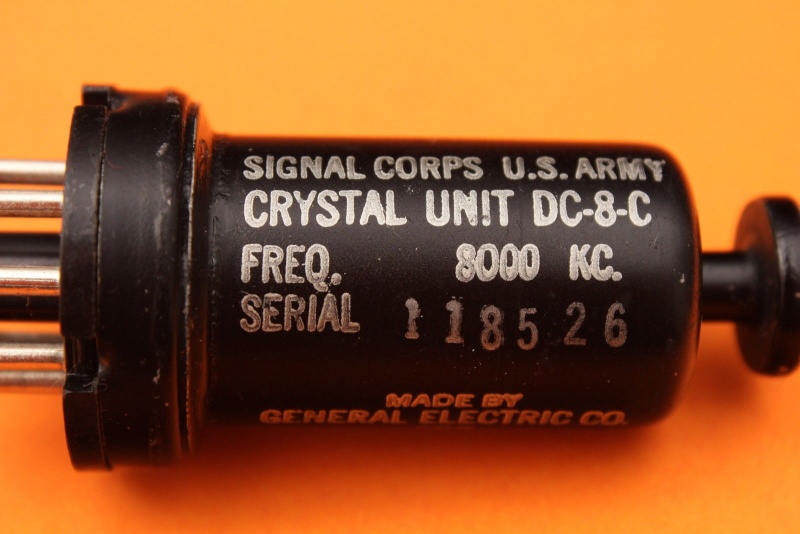 SIGNAL CORPS U.S. ARMY
CRYSTAL UNIT DC-8-C
FREQ. 8000 KC.
SERIAL 118526
MADE BY
GENERAL ELECTRIC CO.